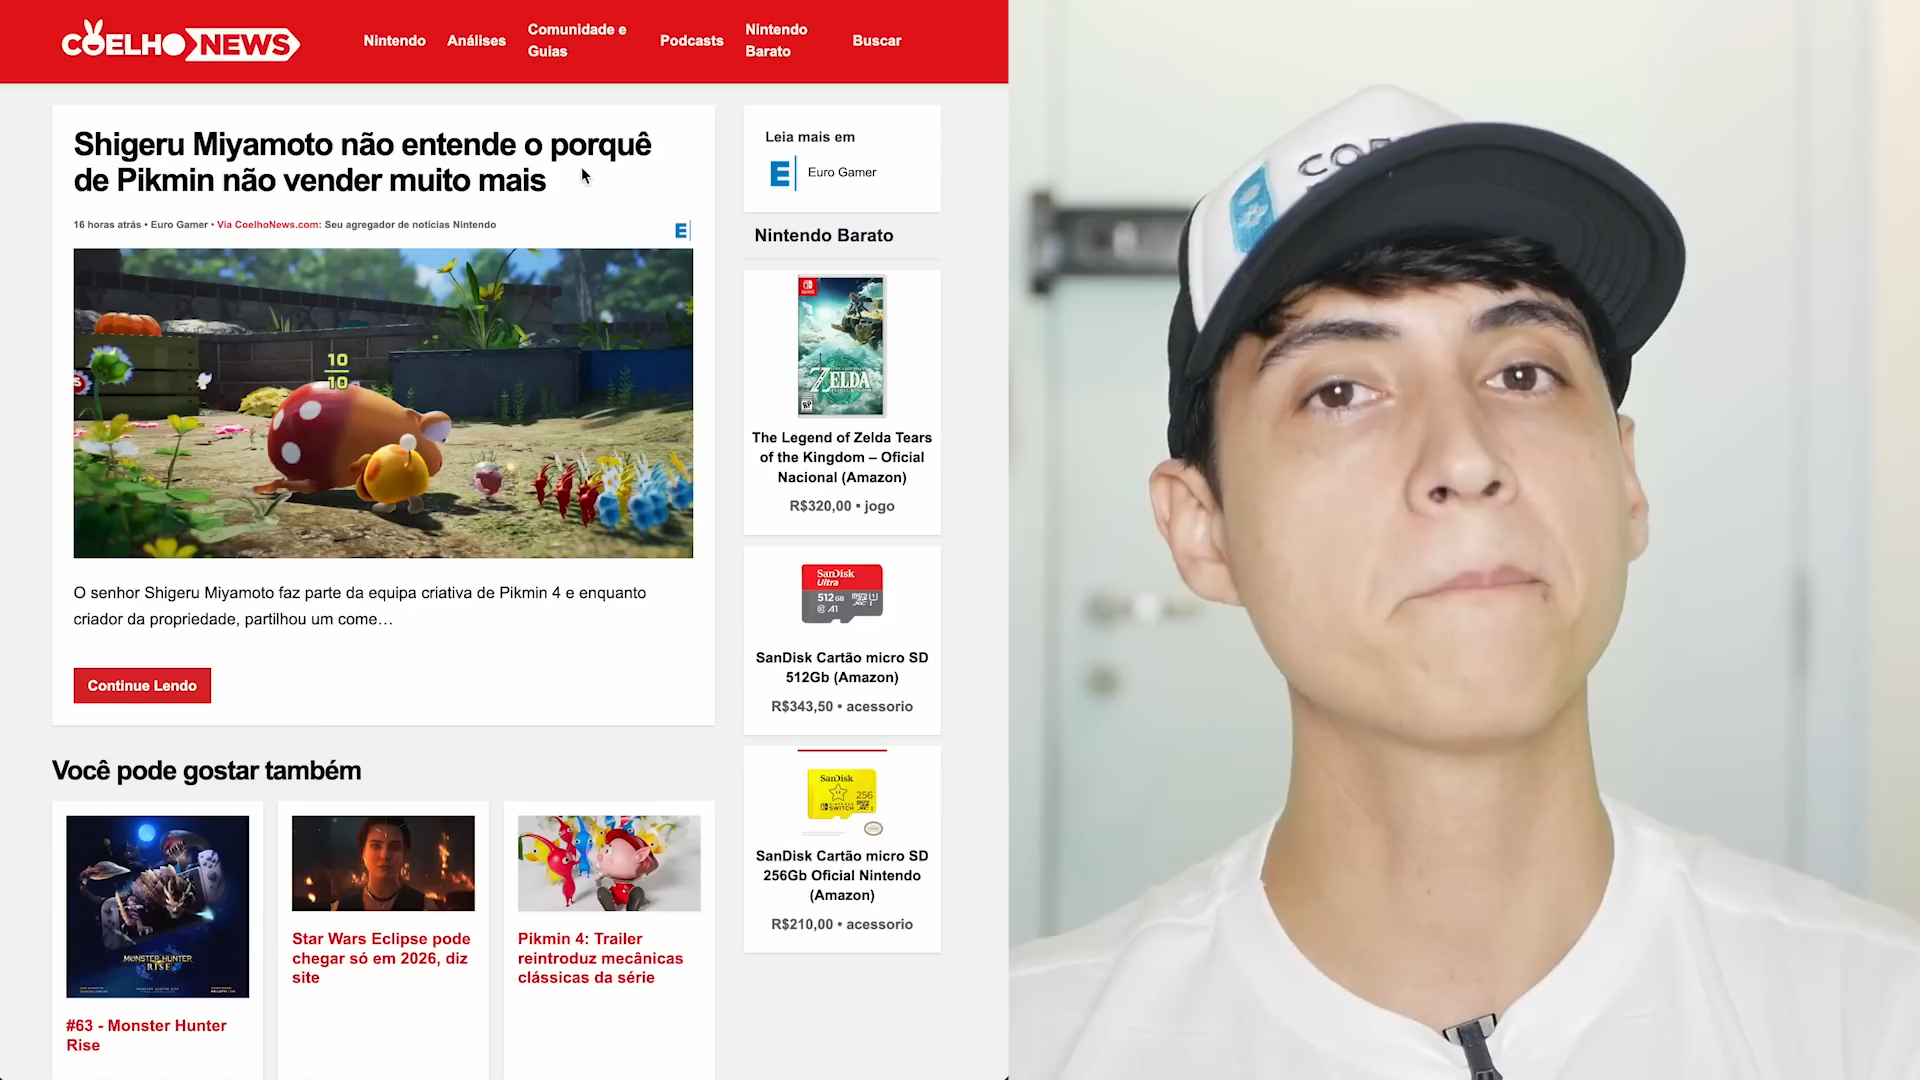 COELHO NEWS
Nintendo
Análises
Comunidade e
Guias
Podcasts
Nintendo
Barato
Buscar
Shigeru Miyamoto não entende o porquê
de Pikmin não vender muito mais
16 horas atrás • Euro Gamer • Via CoelhoNews.com: Seu agregador de notícias Nintendo
E
10
10
O senhor Shigeru Miyamoto faz parte da equipa criativa de Pikmin 4 e enquanto
criador da propriedade, partilhou um come…
Continue Lendo
Leia mais em
E
Euro Gamer
Nintendo Barato
ZELDA
The Legend of Zelda Tears
of the Kingdom – Oficial
Nacional (Amazon)
R$320,00 • jogo
SanDisk
Ultra
512GB
A1
SanDisk Cartão micro SD
512Gb (Amazon)
R$343,50 • acessorio
SanDisk
256
SanDisk Cartão micro SD
256Gb Oficial Nintendo
(Amazon)
R$210,00 • acessorio
Você pode gostar também
MONSTER HUNTER
RISE
#63 - Monster Hunter
Rise
Star Wars Eclipse pode
chegar só em 2026, diz
site
Pikmin 4: Trailer
reintroduz mecânicas
clássicas da série